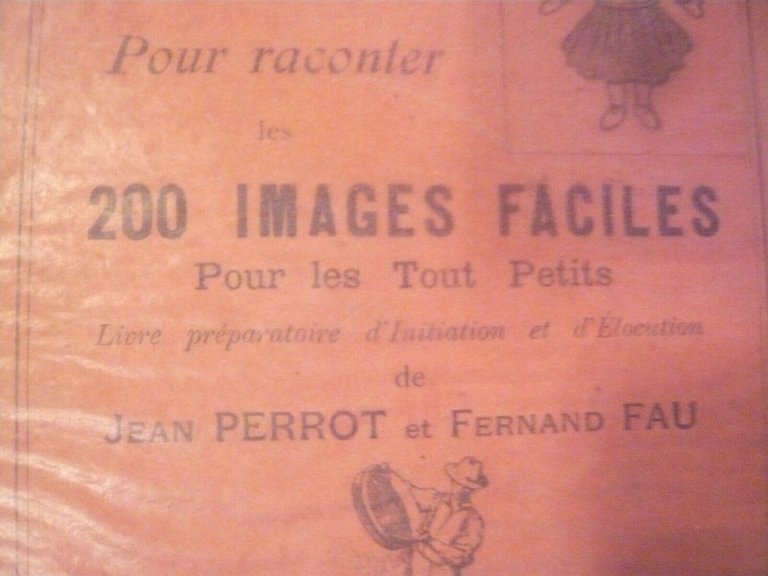 Pour raconter
les
200 IMAGES FACILES
Pour les Tout Petits
Livre préparatoire d'Initiation et d'Élocution
de
JEAN PERROT et FERNAND FAU